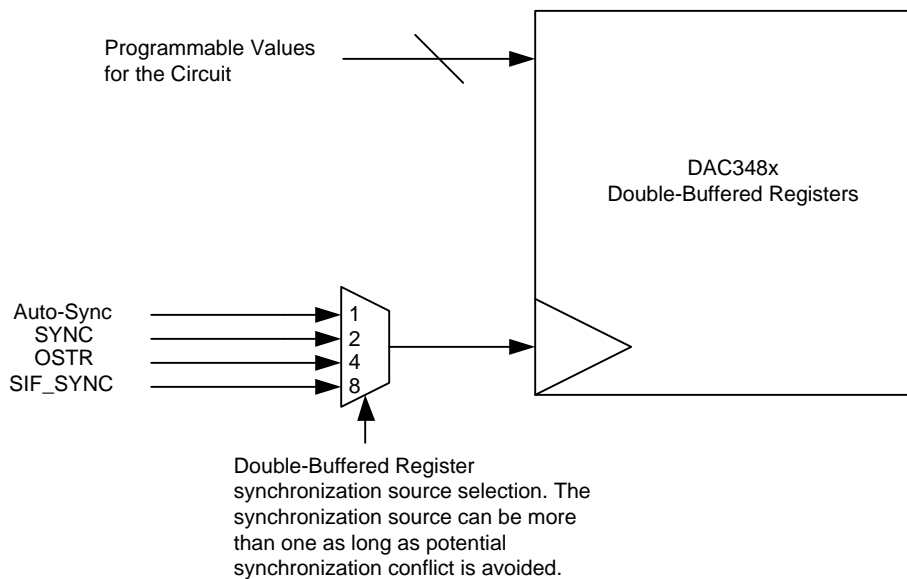 Programmable Values
for the Circuit
DAC348x
Double-Buffered Registers
Auto-Sync
SYNC
OSTR
SIF_SYNC
1
2
4
8
Double-Buffered Register
synchronization source selection. The
synchronization source can be more
than one as long as potential
synchronization conflict is avoided.